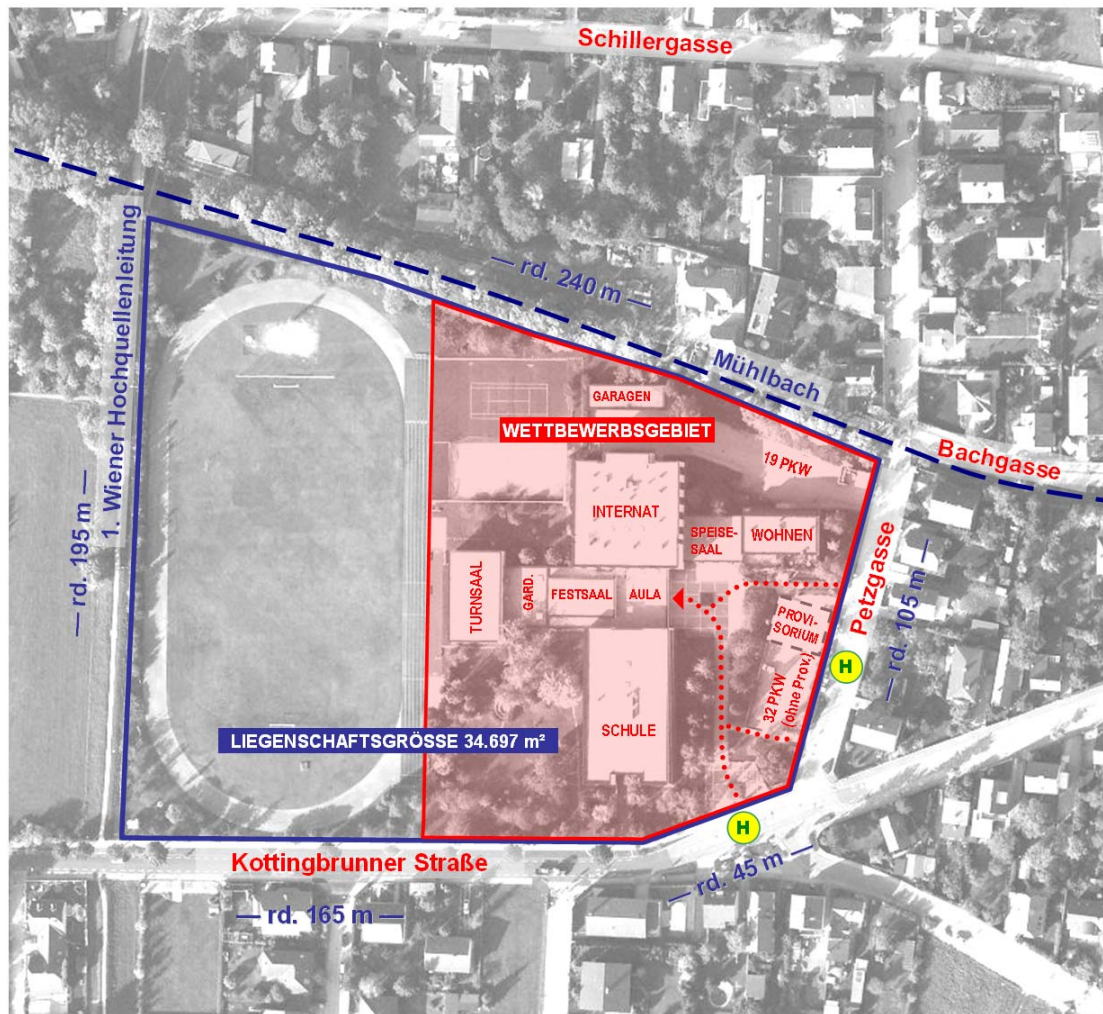 Schillergasse
1. Wiener Hochquellenleitung
— rd. 240 m —
Mühlbach
Bachgasse
GARAGEN
WETTBEWERBSGEBIET
19 PKW
— rd. 195 m —
INTERNAT
SPEISE-
SAAL
WOHNEN
Petzgasse
— rd. 105 m —
TURNSAAL
GARD.
FESTSAAL
AULA
PROVI-
SORIUM
H
32 PKW
(ohne Prov.)
SCHULE
LIEGENSCHAFTSGRÖSSE 34.697 m²
H
Kottingbrunner Straße
— rd. 45 m —
— rd. 165 m —